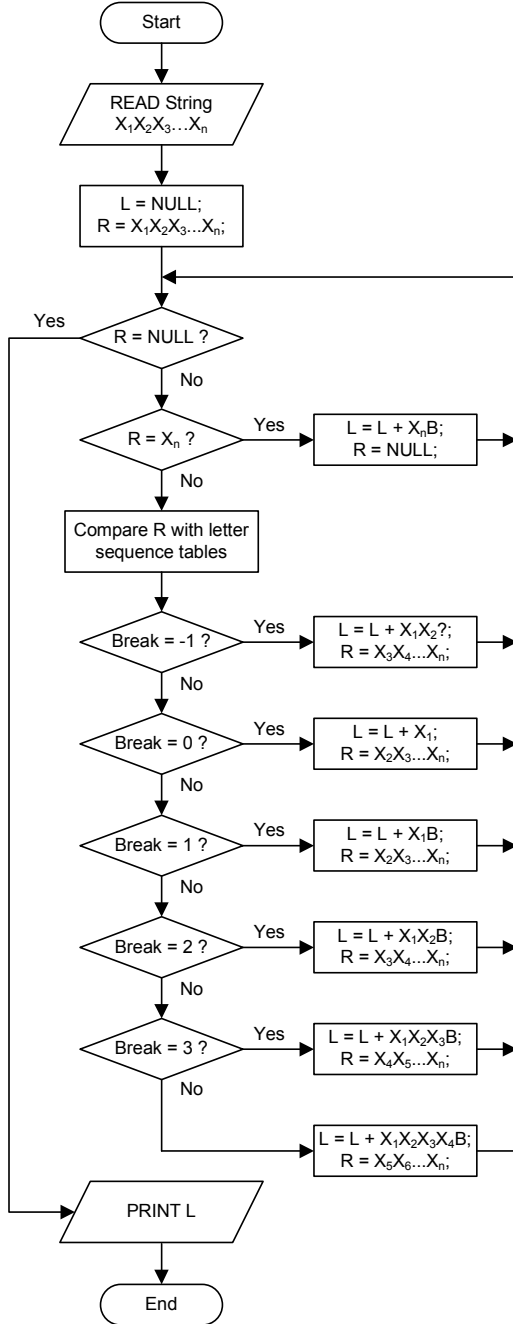 Start
READ String
X₁X₂X₃…Xₙ
L = NULL;
R = X₁X₂X₃...Xₙ;
Yes
R = NULL ?
No
R = Xₙ ?
Yes
L = L + XₙB;
R = NULL;
No
Compare R with letter
sequence tables
Break = -1 ?
Yes
L = L + X₁X₂?;
R = X₃X₄...Xₙ;
No
Break = 0 ?
Yes
L = L + X₁;
R = X₂X₃...Xₙ;
No
Break = 1 ?
Yes
L = L + X₁B;
R = X₂X₃...Xₙ;
No
Break = 2 ?
Yes
L = L + X₁X₂B;
R = X₃X₄...Xₙ;
No
Break = 3 ?
Yes
L = L + X₁X₂X₃B;
R = X₄X₅...Xₙ;
No
L = L + X₁X₂X₃X₄B;
R = X₅X₆...Xₙ;
PRINT L
End